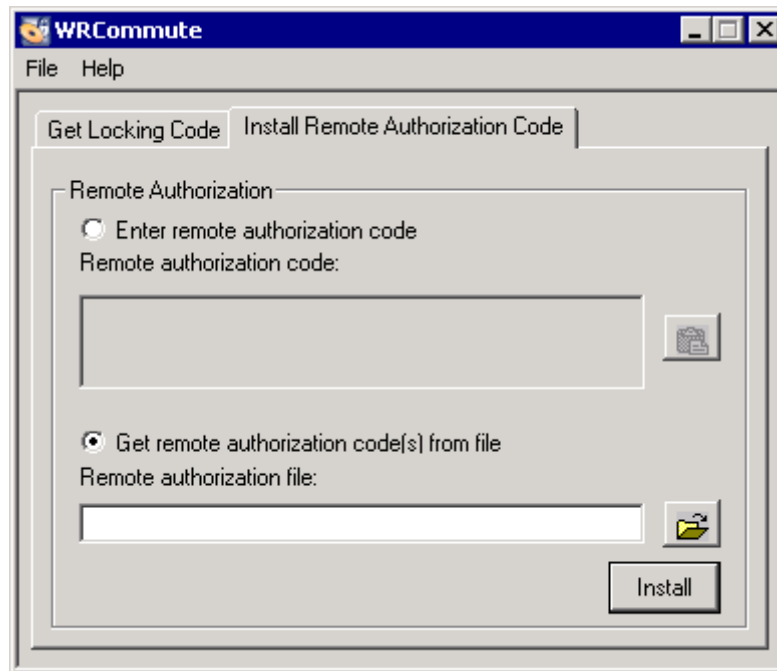 WRCommute
File Help
Get Locking Code Install Remote Authorization Code
Remote Authorization
Enter remote authorization code
Remote authorization code:
Get remote authorization code(s) from file
Remote authorization file:
Install